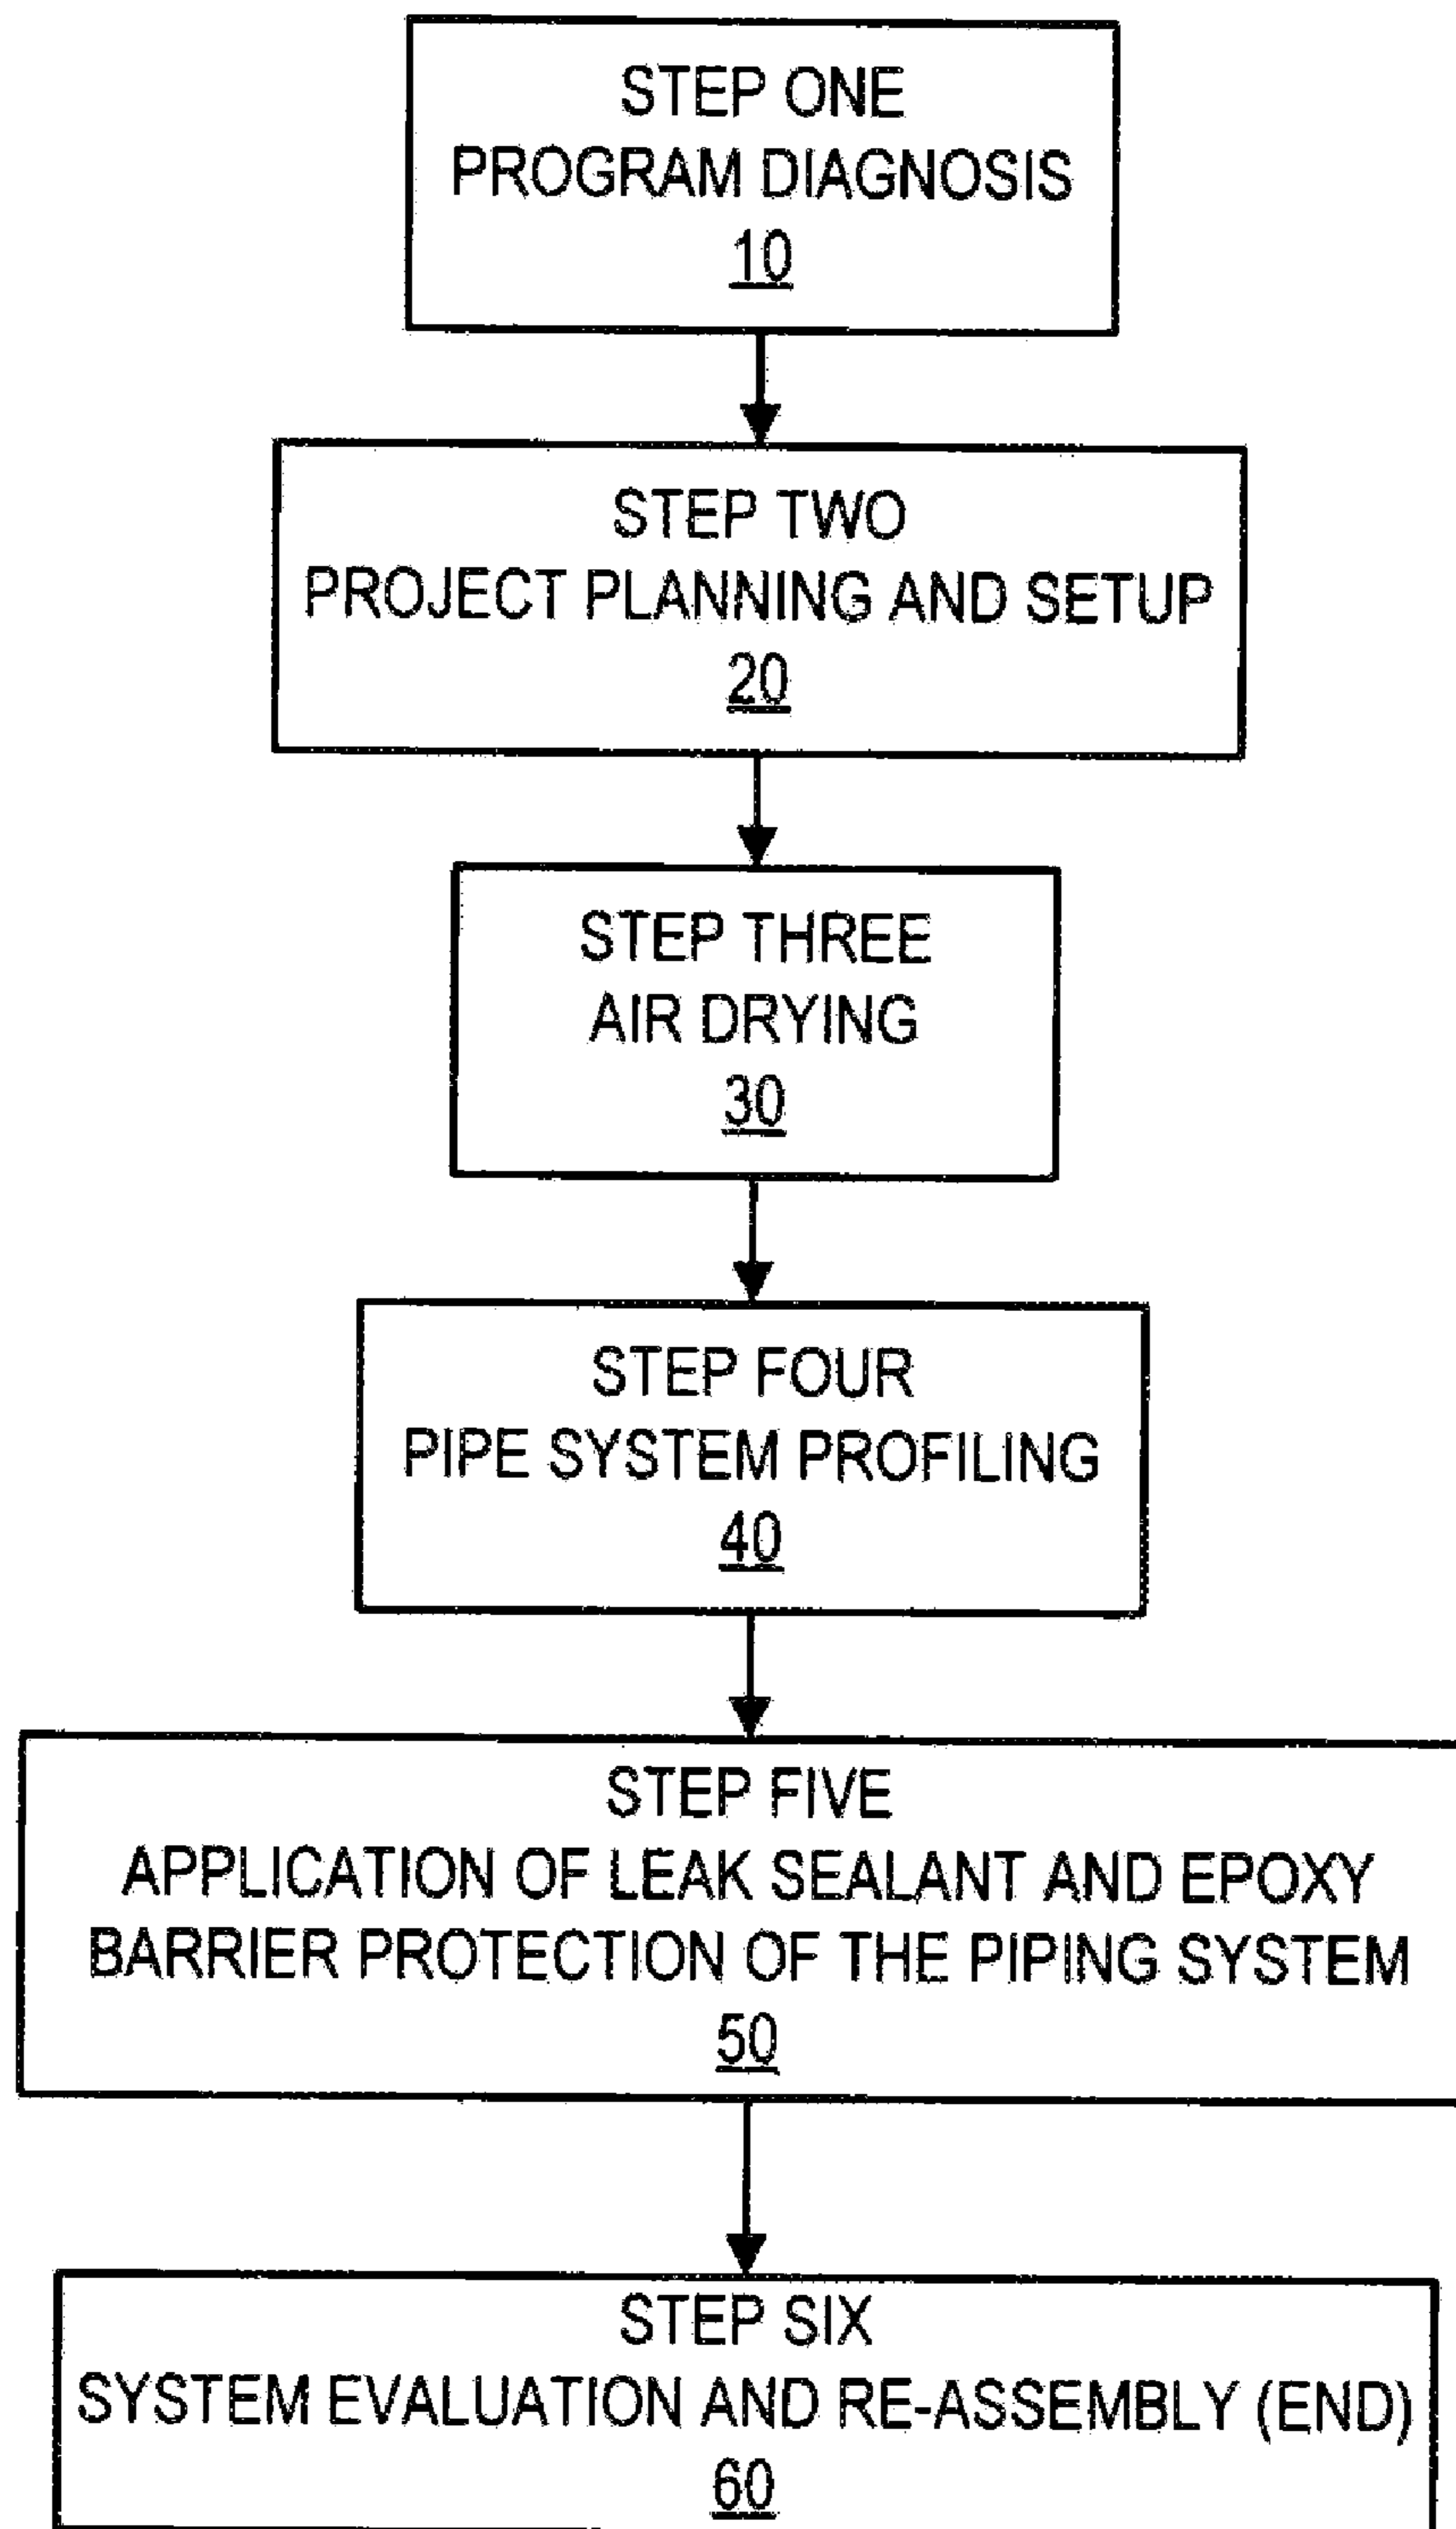 STEP ONE
PROGRAM DIAGNOSIS
10
STEP TWO
PROJECT PLANNING AND SETUP
20
STEP THREE
AIR DRYING
30
STEP FOUR
PIPE SYSTEM PROFILING
40
STEP FIVE
APPLICATION OF LEAK SEALANT AND EPOXY
BARRIER PROTECTION OF THE PIPING SYSTEM
50
STEP SIX
SYSTEM EVALUATION AND RE-ASSEMBLY (END)
60